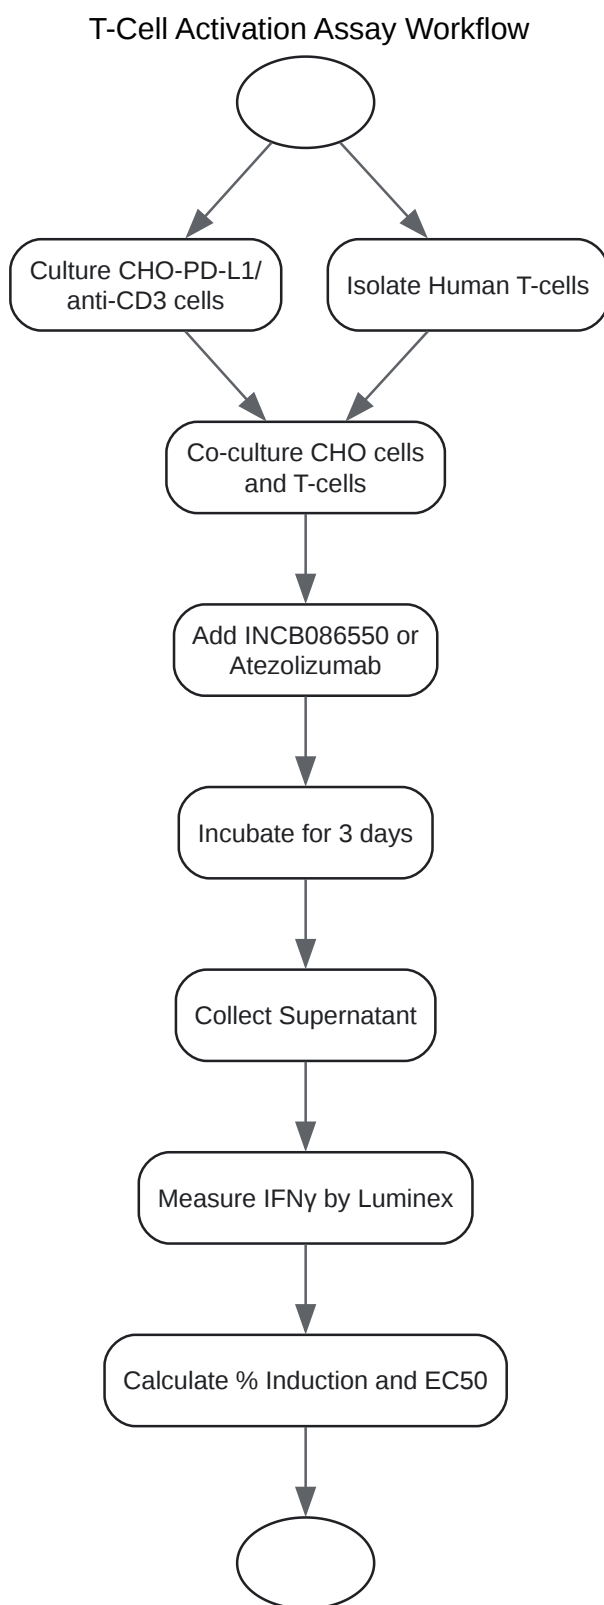 T-Cell Activation Assay Workflow
Culture CHO-PD-L1/
anti-CD3 cells
Isolate Human T-cells
Co-culture CHO cells
and T-cells
Add INCB086550 or
Atezolizumab
Incubate for 3 days
Collect Supernatant
Measure IFNγ by Luminex
Calculate % Induction and EC50